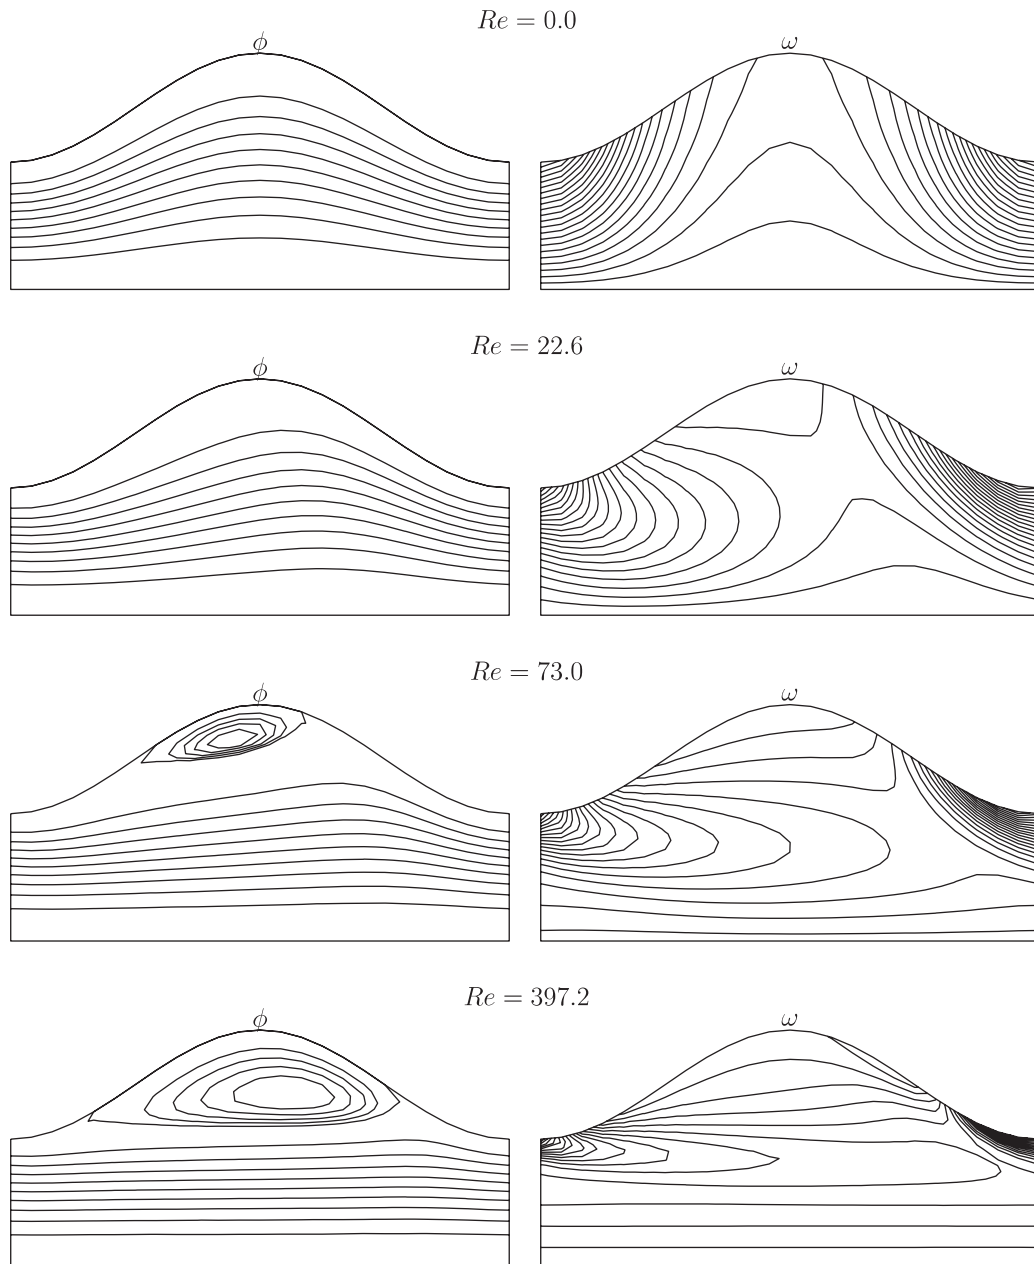 Re = 0.0
ϕ ω
Re = 22.6
ϕ ω
Re = 73.0
ϕ ω
Re = 397.2
ϕ ω